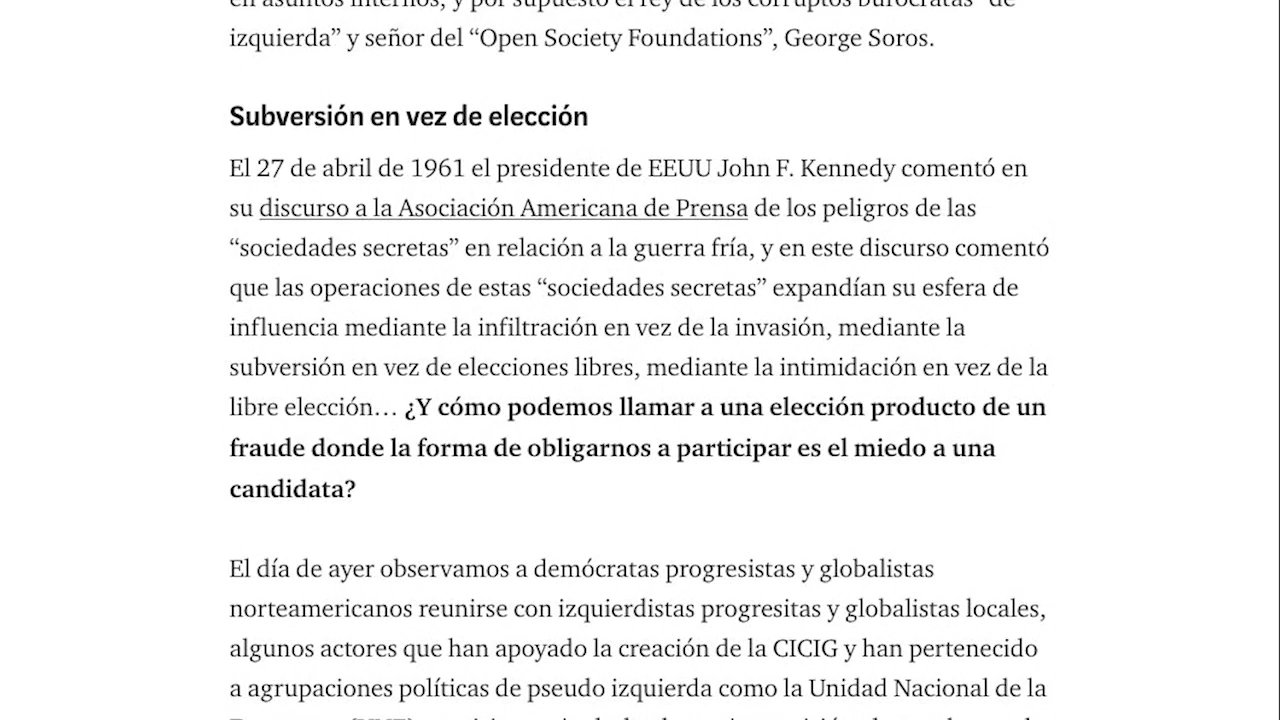 en asuntos internos, y por supuesto el rey de los corruptos burócratas “de
izquierda” y señor del “Open Society Foundations”, George Soros.
Subversión en vez de elección
El 27 de abril de 1961 el presidente de EEUU John F. Kennedy comentó en
su discurso a la Asociación Americana de Prensa de los peligros de las
“sociedades secretas” en relación a la guerra fría, y en este discurso comentó
que las operaciones de estas “sociedades secretas” expandían su esfera de
influencia mediante la infiltración en vez de la invasión, mediante la
subversión en vez de elecciones libres, mediante la intimidación en vez de la
libre elección… ¿Y cómo podemos llamar a una elección producto de un
fraude donde la forma de obligarnos a participar es el miedo a una
candidata?
El día de ayer observamos a demócratas progresistas y globalistas
norteamericanos reunirse con izquierdistas progresitas y globalistas locales,
algunos actores que han apoyado la creación de la CICIG y han pertenecido
a agrupaciones políticas de pseudo izquierda como la Unidad Nacional de la